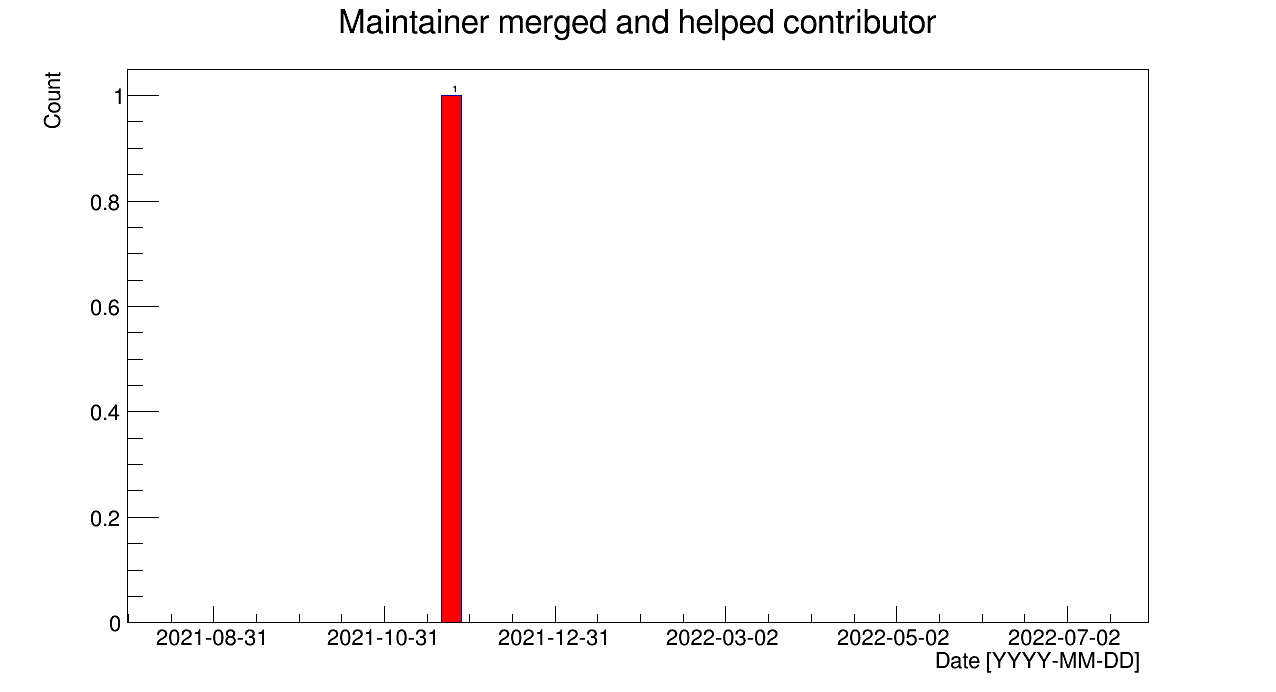 Maintainer merged and helped contributor
Count
1
1
0.8
0.6
0.4
0.2
0
2021-08-31 2021-10-31 2021-12-31 2022-03-02 2022-05-02 2022-07-02
Date [YYYY-MM-DD]